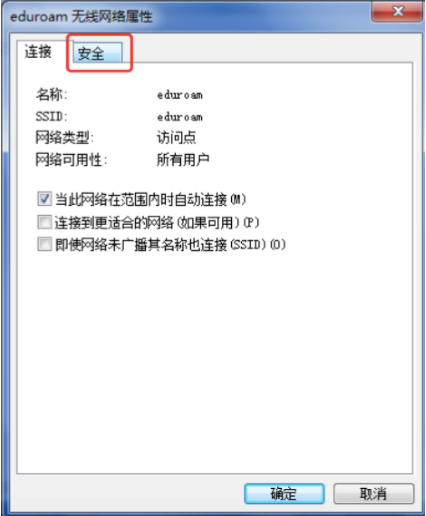 eduroam 无线网络属性
连接 安全
名称: eduroam
SSID: eduroam
网络类型: 访问点
网络可用性: 所有用户
当此网络在范围内时自动连接(M)
连接到更适合的网络(如果可用)(P)
即使网络未广播其名称也连接(SSID)(O)
确定 取消